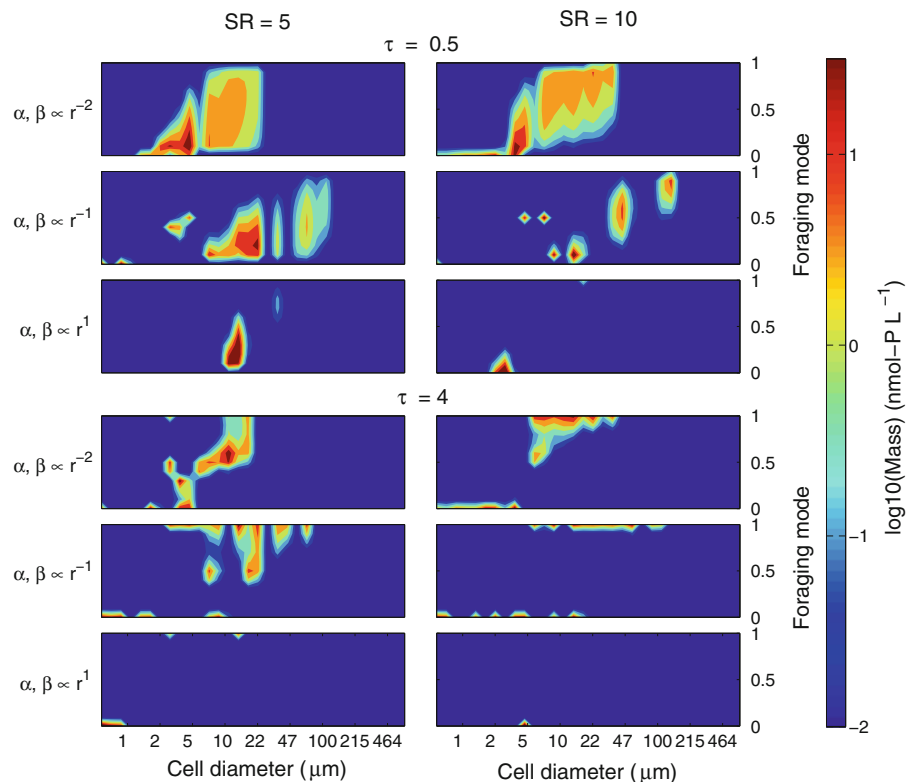 SR = 5
SR = 10
τ = 0.5
α, β ∝ r⁻²
1
0.5
0
α, β ∝ r⁻¹
1
0.5
0
α, β ∝ r¹
1
0.5
0
Foraging mode
τ = 4
α, β ∝ r⁻²
1
0.5
0
α, β ∝ r⁻¹
1
0.5
0
α, β ∝ r¹
1
0.5
0
Foraging mode
1 2 5 10 22 47 100 215 464
1 2 5 10 22 47 100 215 464
Cell diameter (μm)
Cell diameter (μm)
1
0
−1
−2
log10(Mass) (nmol−P L⁻¹)